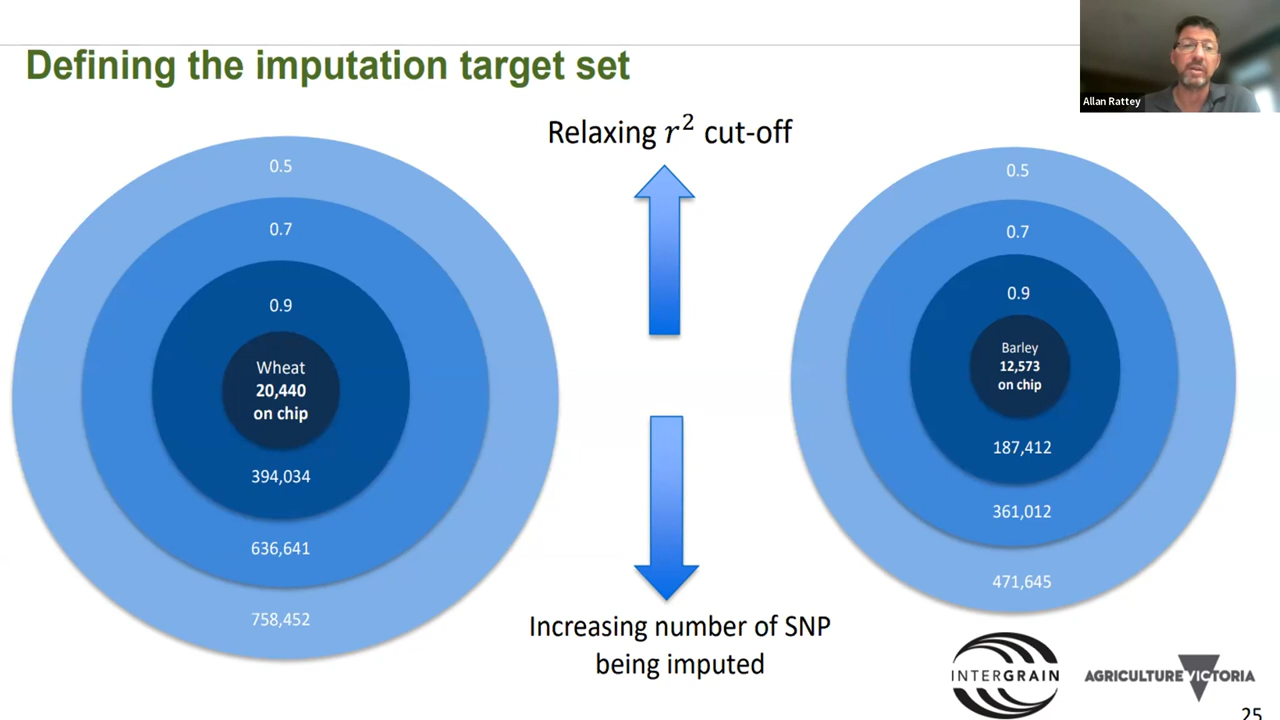 Defining the imputation target set
Allan Rattey
Relaxing r² cut-off
0.5
0.7
0.9
Wheat
20,440
on chip
394,034
636,641
758,452
Increasing number of SNP
being imputed
0.5
0.7
0.9
Barley
12,573
on chip
187,412
361,012
471,645
INTERGRAIN
AGRICULTURE VICTORIA
25